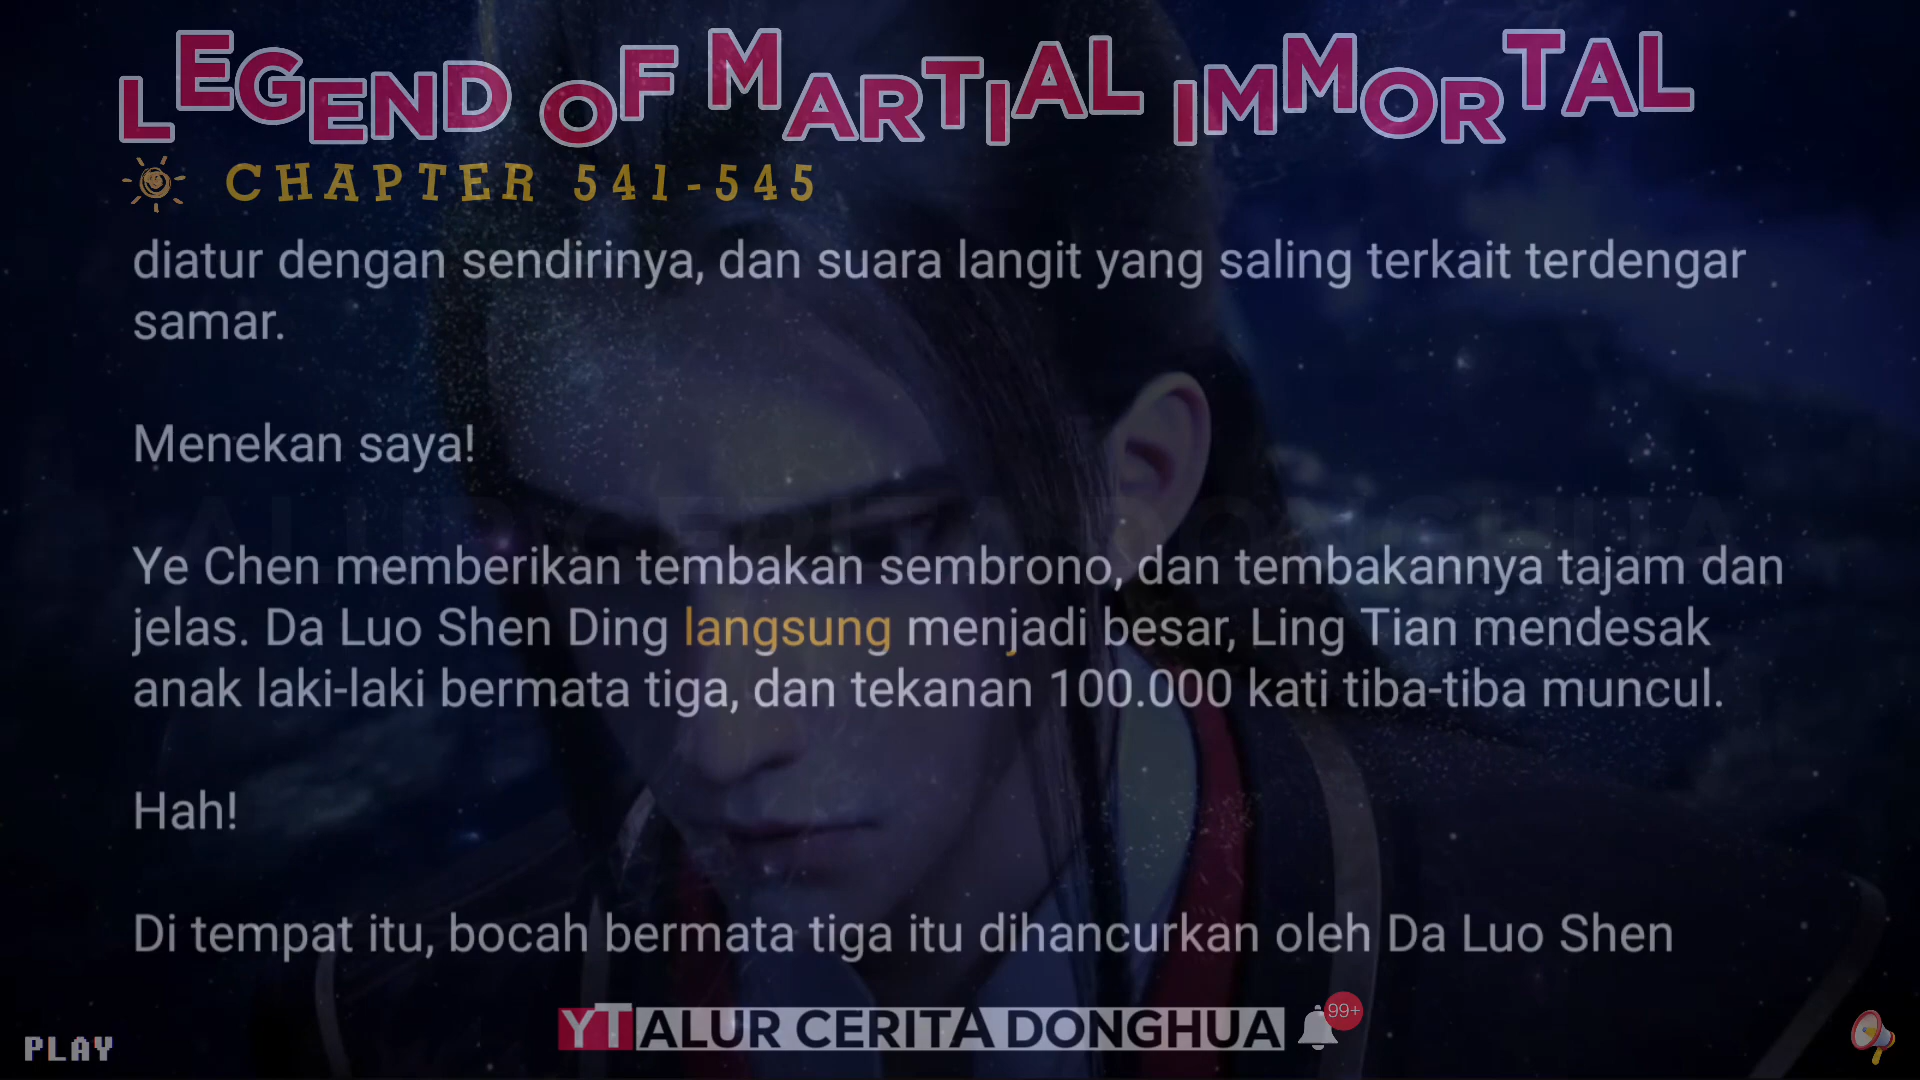 LEGEND OF MARTIAL IMMORTAL
CHAPTER 541-545
diatur dengan sendirinya, dan suara langit yang saling terkait terdengar
samar.
Menekan saya!
ALUR CERITA DONGHUA
Ye Chen memberikan tembakan sembrono, dan tembakannya tajam dan
jelas. Da Luo Shen Ding langsung menjadi besar, Ling Tian mendesak
anak laki-laki bermata tiga, dan tekanan 100.000 kati tiba-tiba muncul.
Hah!
Di tempat itu, bocah bermata tiga itu dihancurkan oleh Da Luo Shen
YT ALUR CERITA DONGHUA 99+
PLAY